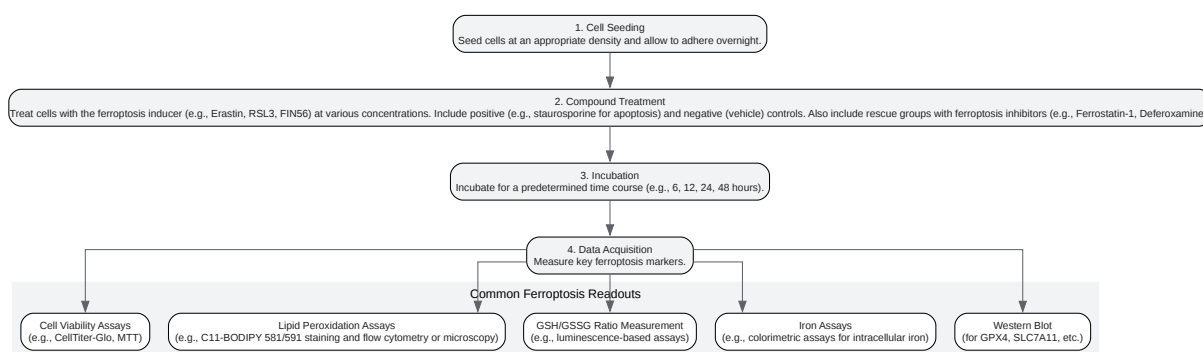 1. Cell Seeding
Seed cells at an appropriate density and allow to adhere overnight.
2. Compound Treatment
Treat cells with the ferroptosis inducer (e.g., Erastin, RSL3, FIN56) at various concentrations. Include positive (e.g., staurosporine for apoptosis) and negative (vehicle) controls. Also include rescue groups with ferroptosis inhibitors (e.g., Ferrostatin-1, Deferoxamine
3. Incubation
Incubate for a predetermined time course (e.g., 6, 12, 24, 48 hours).
4. Data Acquisition
Measure key ferroptosis markers.
Common Ferroptosis Readouts
Cell Viability Assays
(e.g., CellTiter-Glo, MTT)
Lipid Peroxidation Assays
(e.g., C11-BODIPY 581/591 staining and flow cytometry or microscopy)
GSH/GSSG Ratio Measurement
(e.g., luminescence-based assays)
Iron Assays
(e.g., colorimetric assays for intracellular iron)
Western Blot
(for GPX4, SLC7A11, etc.)